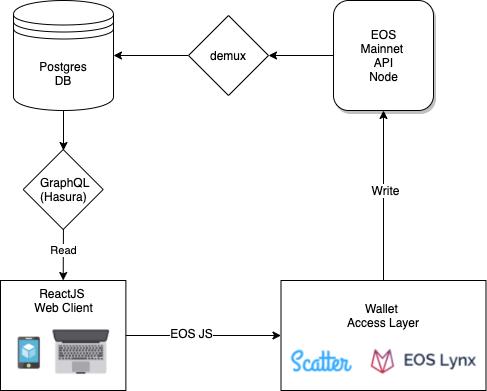 Postgres
DB
demux
EOS
Mainnet
API
Node
GraphQL
(Hasura)
Write
Read
ReactJS
Web Client
EOS JS
Wallet
Access Layer
Scatter
EOS Lynx